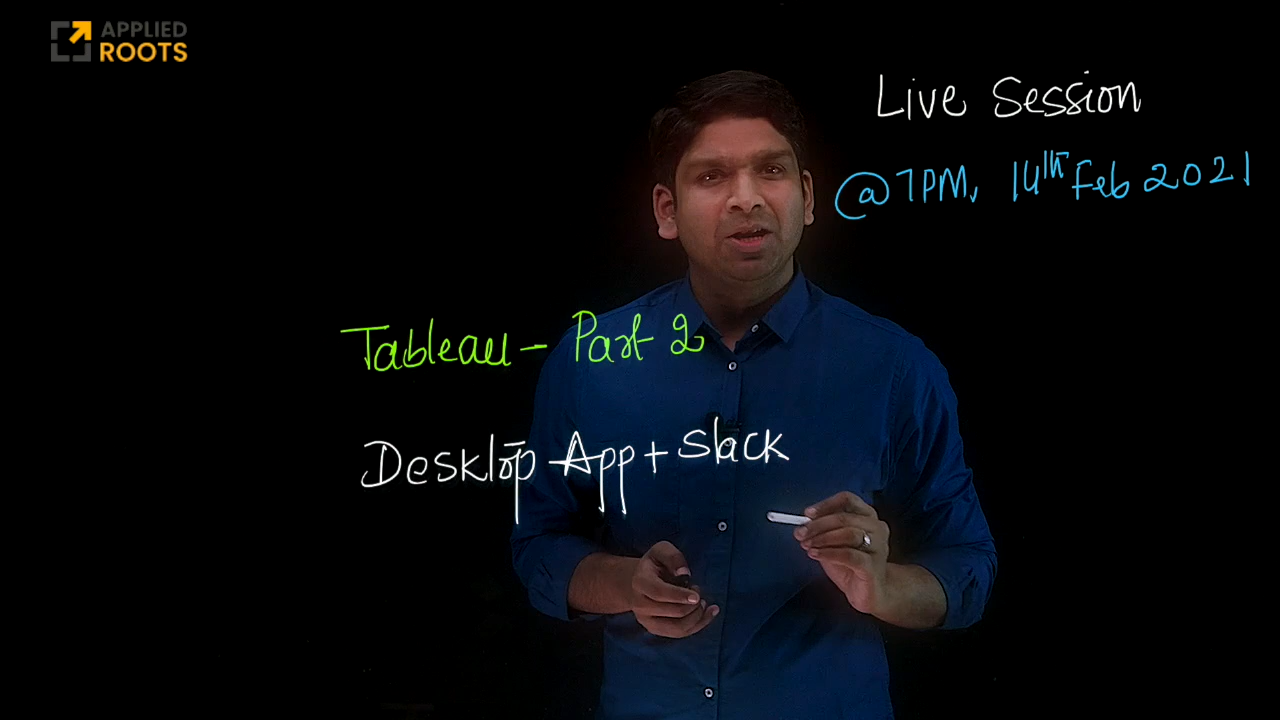 APPLIED
ROOTS
Live Session
@7PM, 14th Feb 2021
Tableau - Part 2
Desktop App + Slack